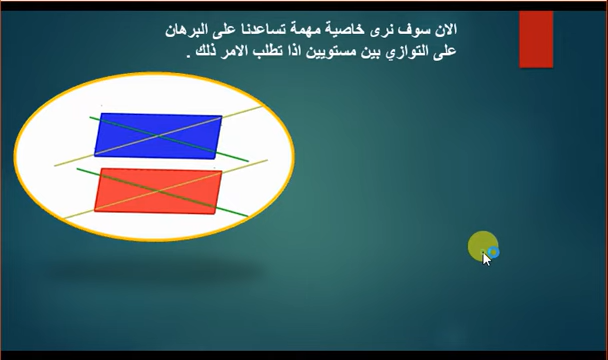 الان سوف نرى خاصية مهمة تساعدنا على البرهان
على التوازي بين مستويين اذا تطلب الامر ذلك .